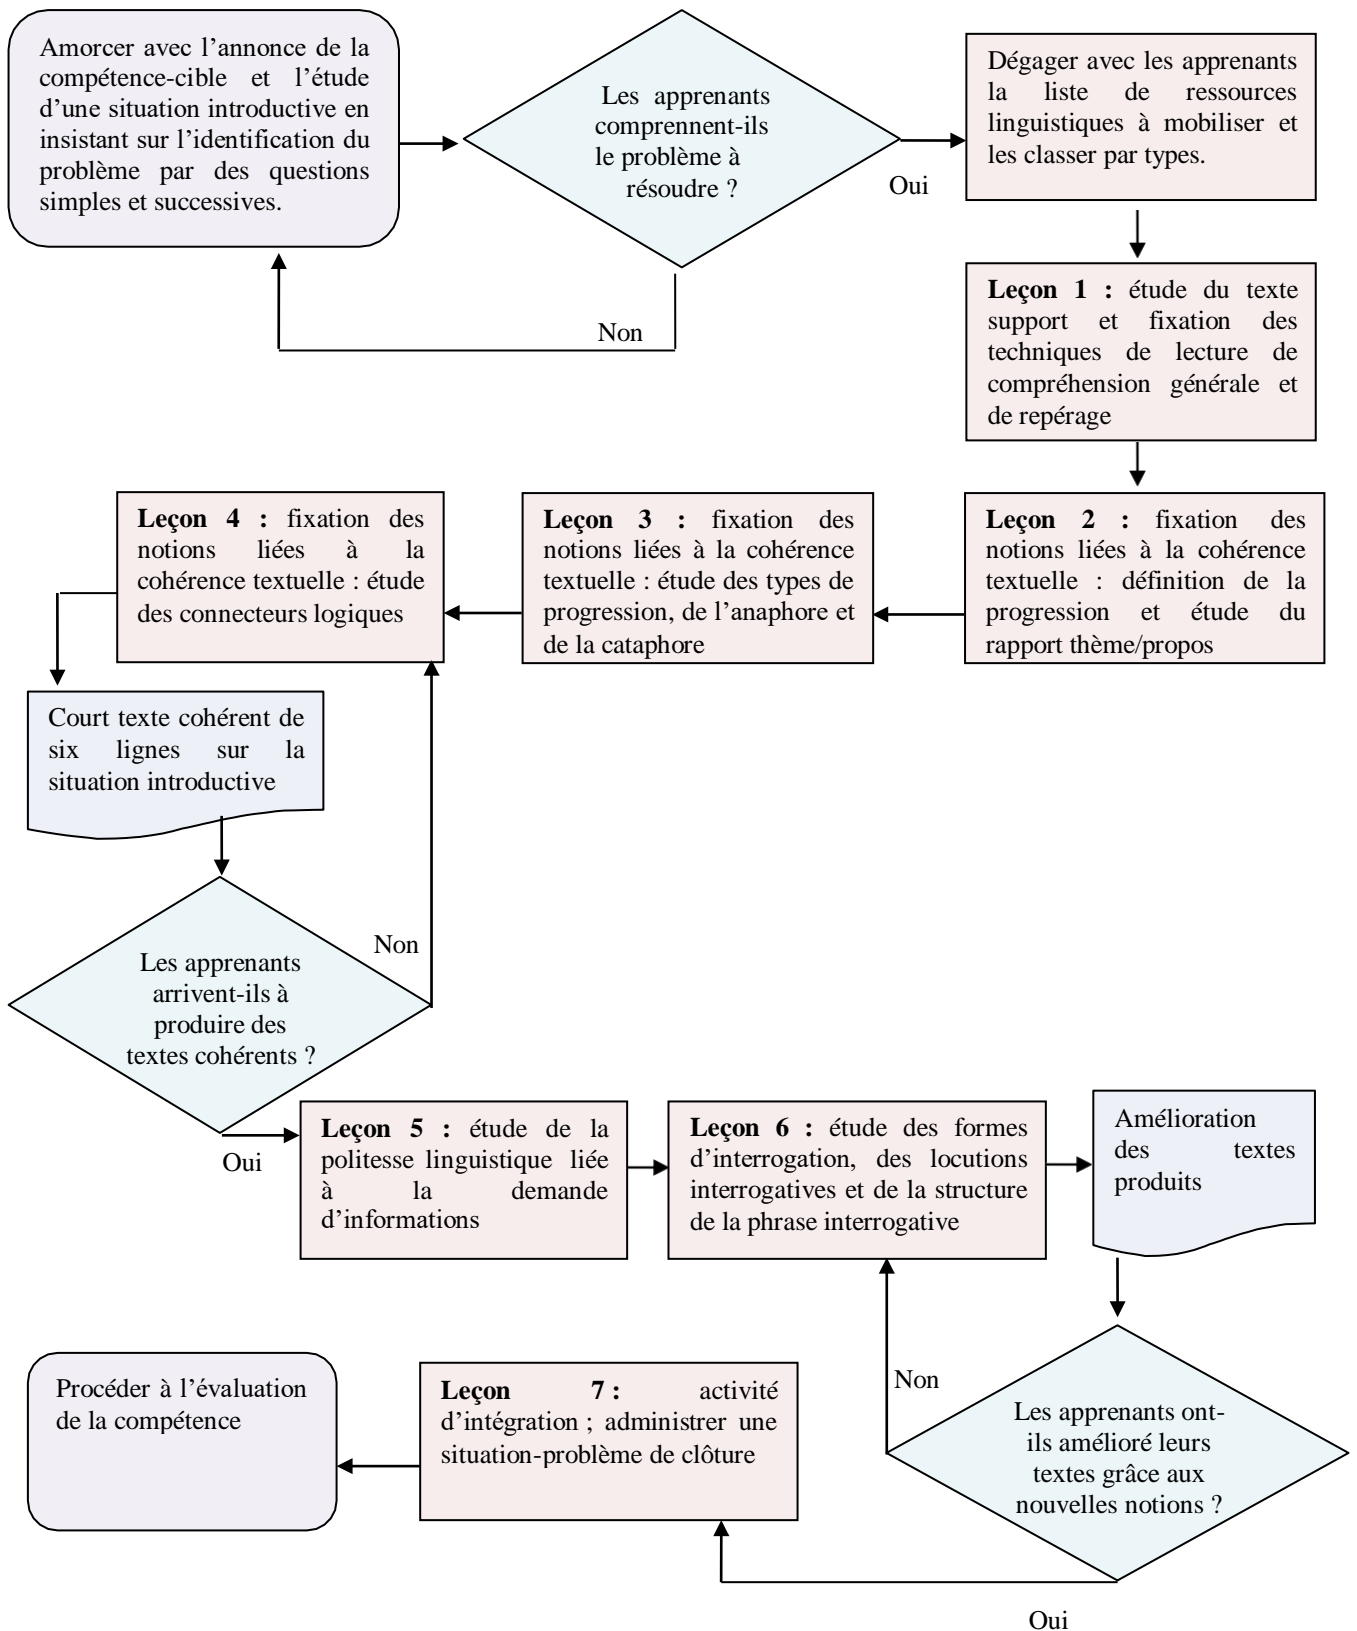 Amorcer avec l’annonce de la
compétence-cible et l’étude
d’une situation introductive en
insistant sur l’identification du
problème par des questions
simples et successives.
Les apprenants
comprennent-ils
le problème à
résoudre ?
Oui
Non
Dégager avec les apprenants
la liste de ressources
linguistiques à mobiliser et
les classer par types.
Leçon 1 : étude du texte
support et fixation des
techniques de lecture de
compréhension générale et
de repérage
Leçon 2 : fixation des
notions liées à la cohérence
textuelle : définition de la
progression et étude du
rapport thème/propos
Leçon 3 : fixation des
notions liées à la cohérence
textuelle : étude des types de
progression, de l’anaphore et
de la cataphore
Leçon 4 : fixation des
notions liées à la
cohérence textuelle : étude
des connecteurs logiques
Court texte cohérent de
six lignes sur la
situation introductive
Les apprenants
arrivent-ils à
produire des
textes cohérents ?
Non
Oui
Leçon 5 : étude de la
politesse linguistique liée
à la demande
d’informations
Leçon 6 : étude des formes
d’interrogation, des locutions
interrogatives et de la structure
de la phrase interrogative
Amélioration
des textes
produits
Les apprenants ont-
ils amélioré leurs
textes grâce aux
nouvelles notions ?
Non
Oui
Leçon 7 : activité
d’intégration ; administrer une
situation-problème de clôture
Procéder à l’évaluation
de la compétence